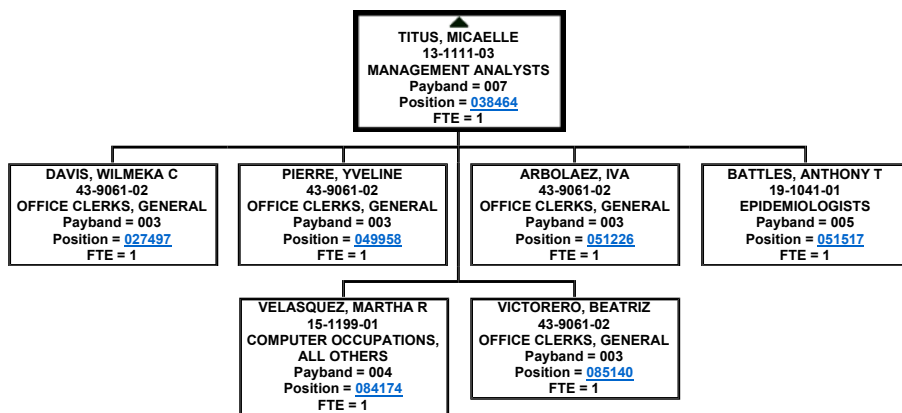 TITUS, MICAELLE
13-1111-03
MANAGEMENT ANALYSTS
Payband = 007
Position = 038464
FTE = 1
DAVIS, WILMEKA C
43-9061-02
OFFICE CLERKS, GENERAL
Payband = 003
Position = 027497
FTE = 1
PIERRE, YVELINE
43-9061-02
OFFICE CLERKS, GENERAL
Payband = 003
Position = 049958
FTE = 1
ARBOLAEZ, IVA
43-9061-02
OFFICE CLERKS, GENERAL
Payband = 003
Position = 051226
FTE = 1
BATTLES, ANTHONY T
19-1041-01
EPIDEMIOLOGISTS
Payband = 005
Position = 051517
FTE = 1
VELASQUEZ, MARTHA R
15-1199-01
COMPUTER OCCUPATIONS,
ALL OTHERS
Payband = 004
Position = 084174
FTE = 1
VICTORERO, BEATRIZ
43-9061-02
OFFICE CLERKS, GENERAL
Payband = 003
Position = 085140
FTE = 1